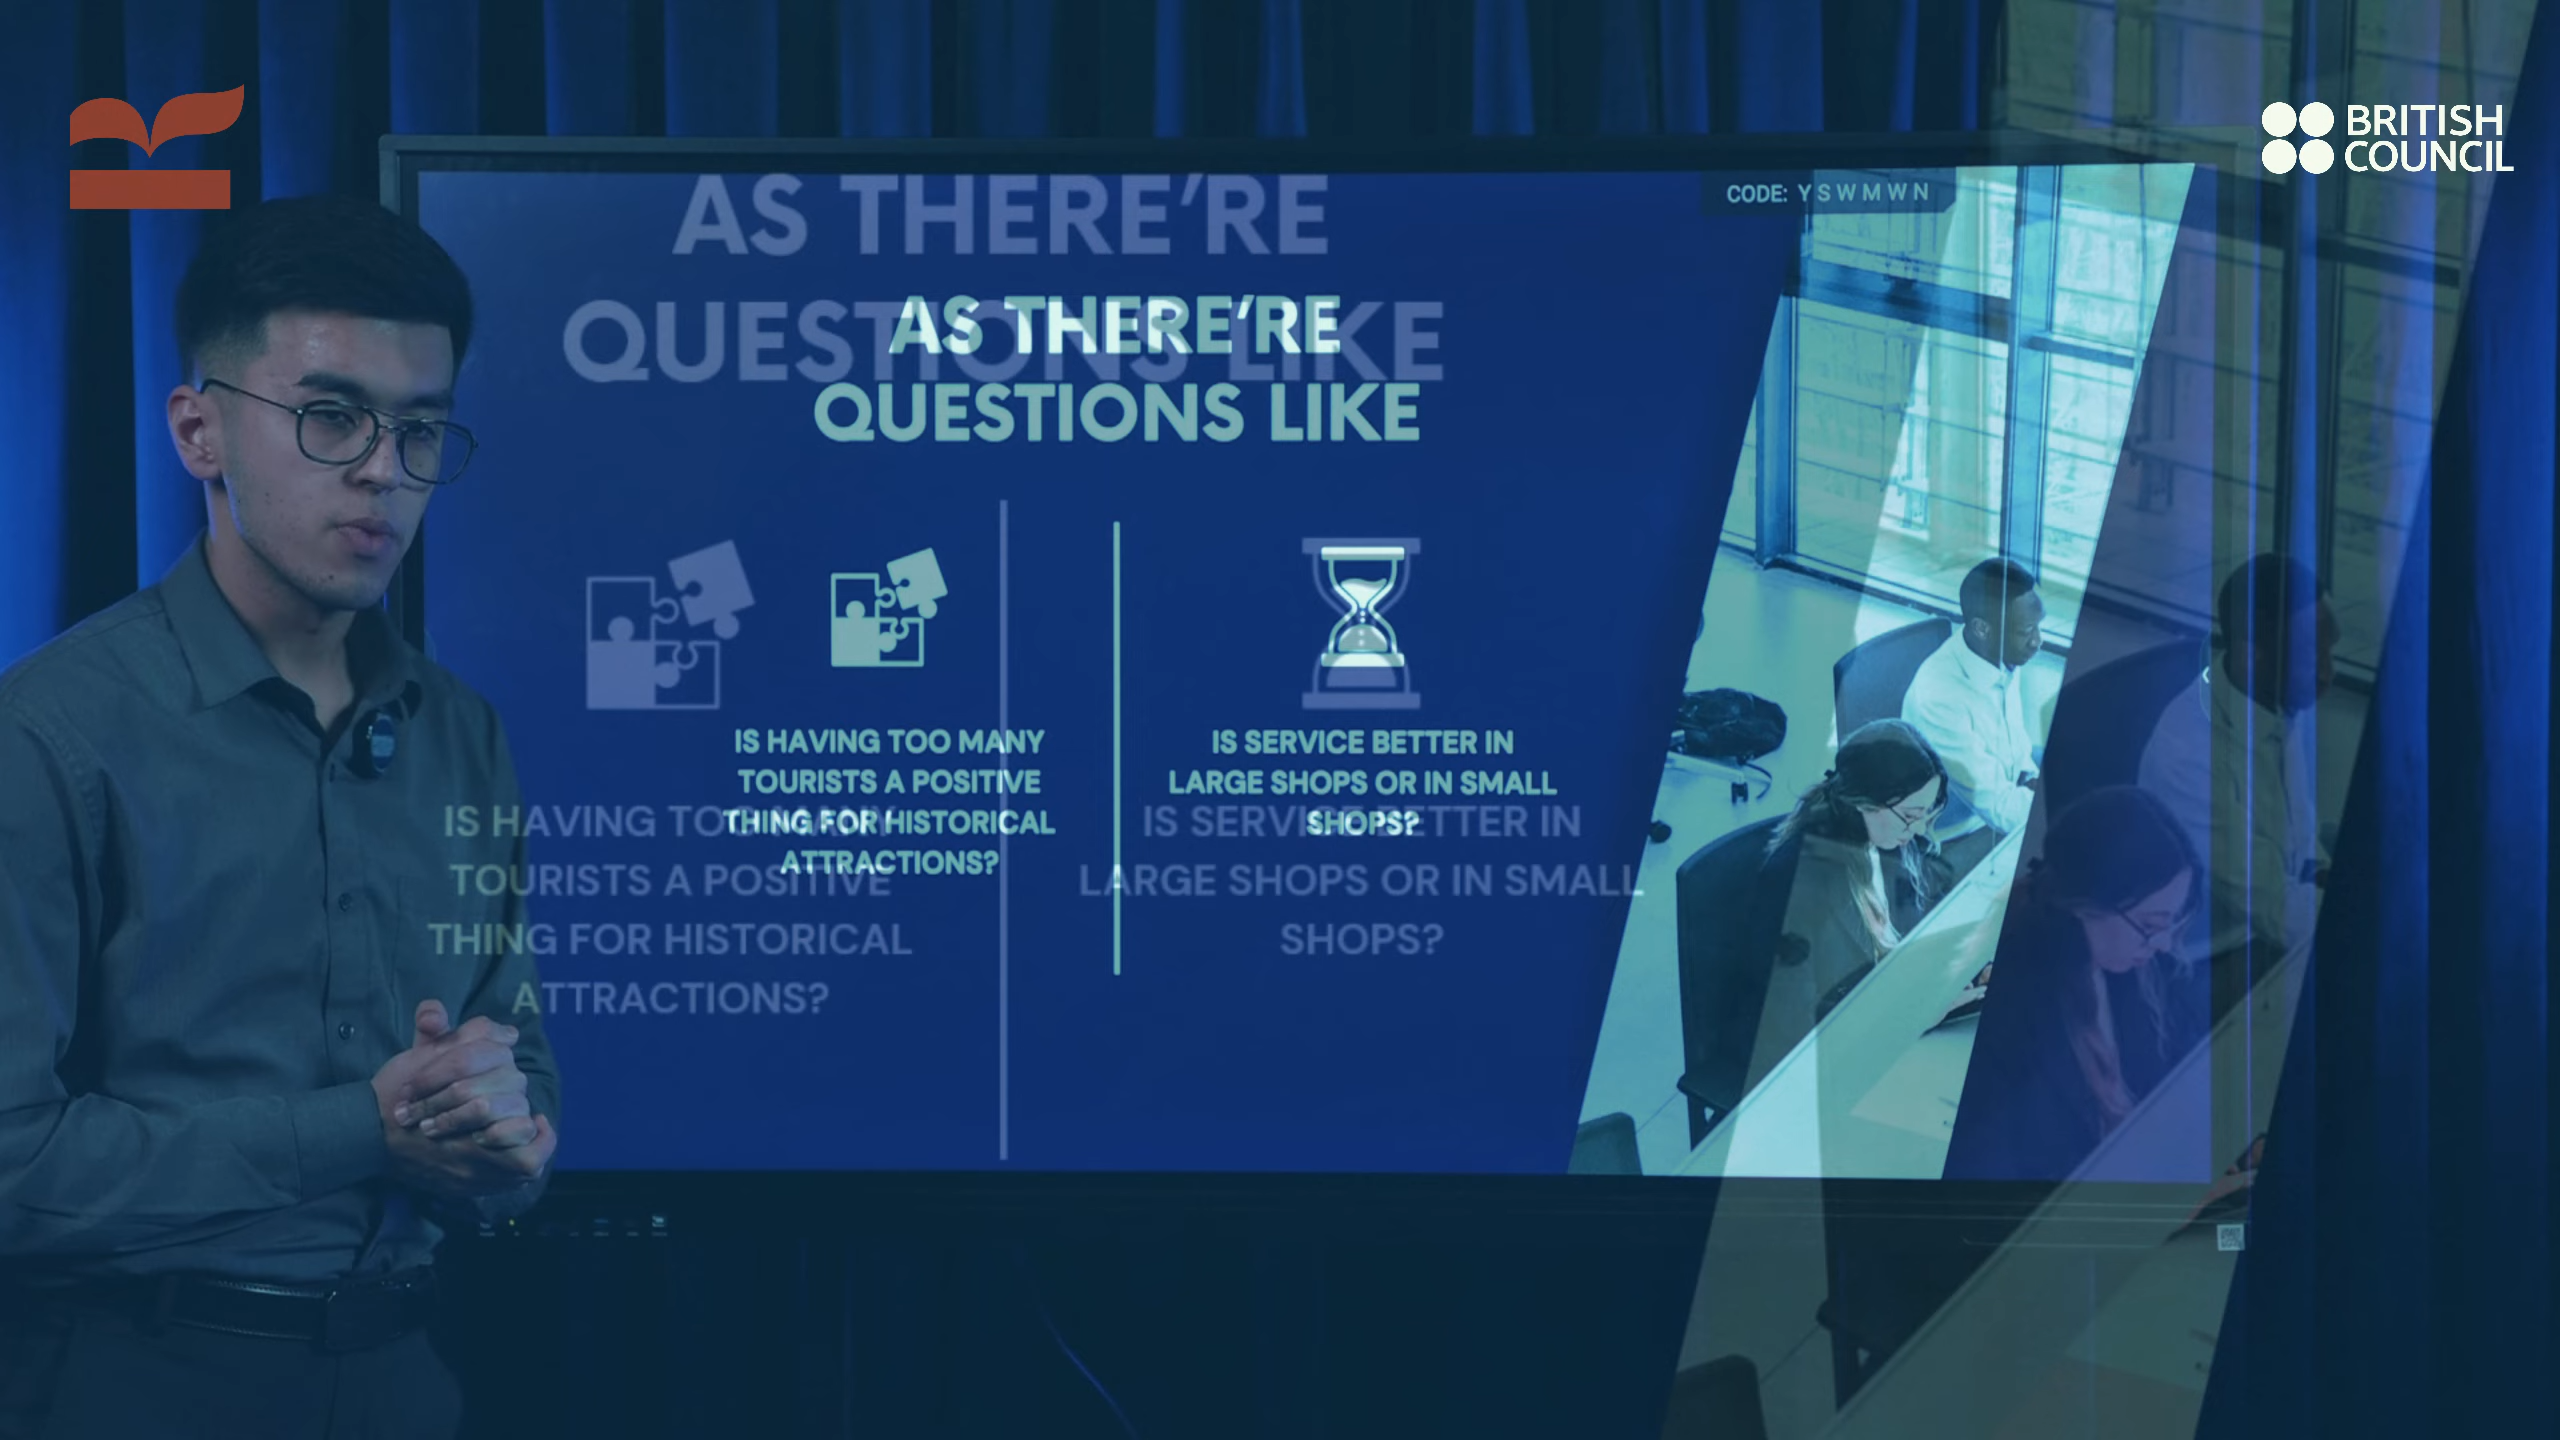 BRITISH
COUNCIL
CODE: YSWMWN
AS THERE'RE
QUESTIONS LIKE
AS THERE'RE
QUESTIONS LIKE
IS HAVING TOO MANY
TOURISTS A POSITIVE
THING FOR HISTORICAL
ATTRACTIONS?
IS SERVICE BETTER IN
LARGE SHOPS OR IN SMALL
SHOPS?
IS HAVING TOO MANY
TOURISTS A POSITIVE
THING FOR HISTORICAL
ATTRACTIONS?
IS SERVICE BETTER IN
LARGE SHOPS OR IN SMALL
SHOPS?